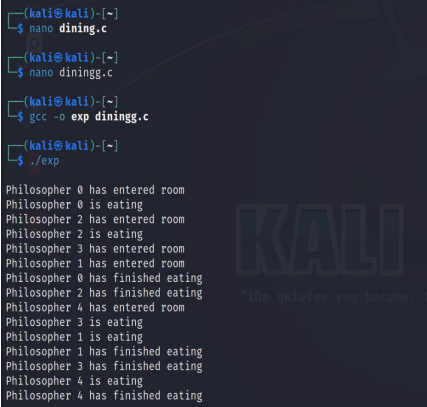 ┌──(kali㉿kali)-[~]
└─$ nano dining.c
┌──(kali㉿kali)-[~]
└─$ nano diningg.c
┌──(kali㉿kali)-[~]
└─$ gcc -o exp diningg.c
┌──(kali㉿kali)-[~]
└─$ ./exp
Philosopher 0 has entered room
Philosopher 0 is eating
Philosopher 2 has entered room
Philosopher 2 is eating
Philosopher 3 has entered room
Philosopher 1 has entered room
Philosopher 0 has finished eating
Philosopher 2 has finished eating
Philosopher 4 has entered room
Philosopher 3 is eating
Philosopher 1 is eating
Philosopher 1 has finished eating
Philosopher 3 has finished eating
Philosopher 4 is eating
Philosopher 4 has finished eating
KALI
"the quieter you become,